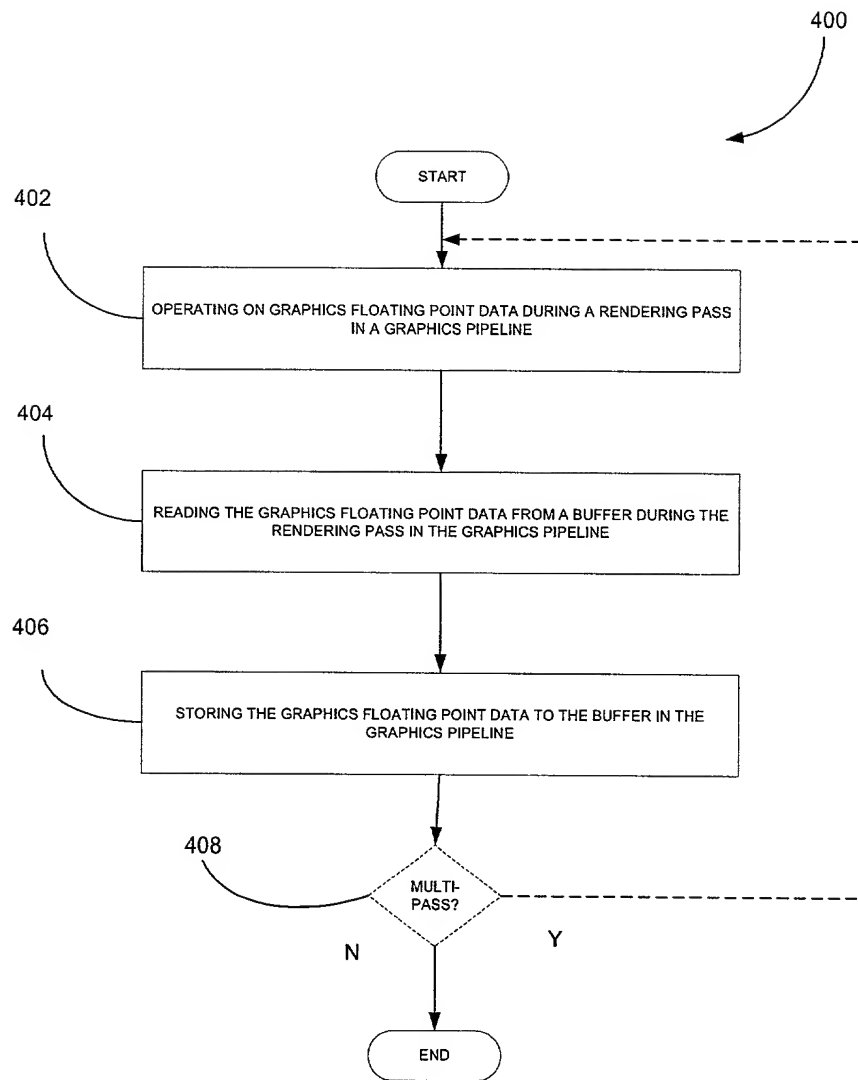 400
START
402
OPERATING ON GRAPHICS FLOATING POINT DATA DURING A RENDERING PASS
IN A GRAPHICS PIPELINE
404
READING THE GRAPHICS FLOATING POINT DATA FROM A BUFFER DURING THE
RENDERING PASS IN THE GRAPHICS PIPELINE
406
STORING THE GRAPHICS FLOATING POINT DATA TO THE BUFFER IN THE
GRAPHICS PIPELINE
408
MULTI-
PASS?
N
Y
END